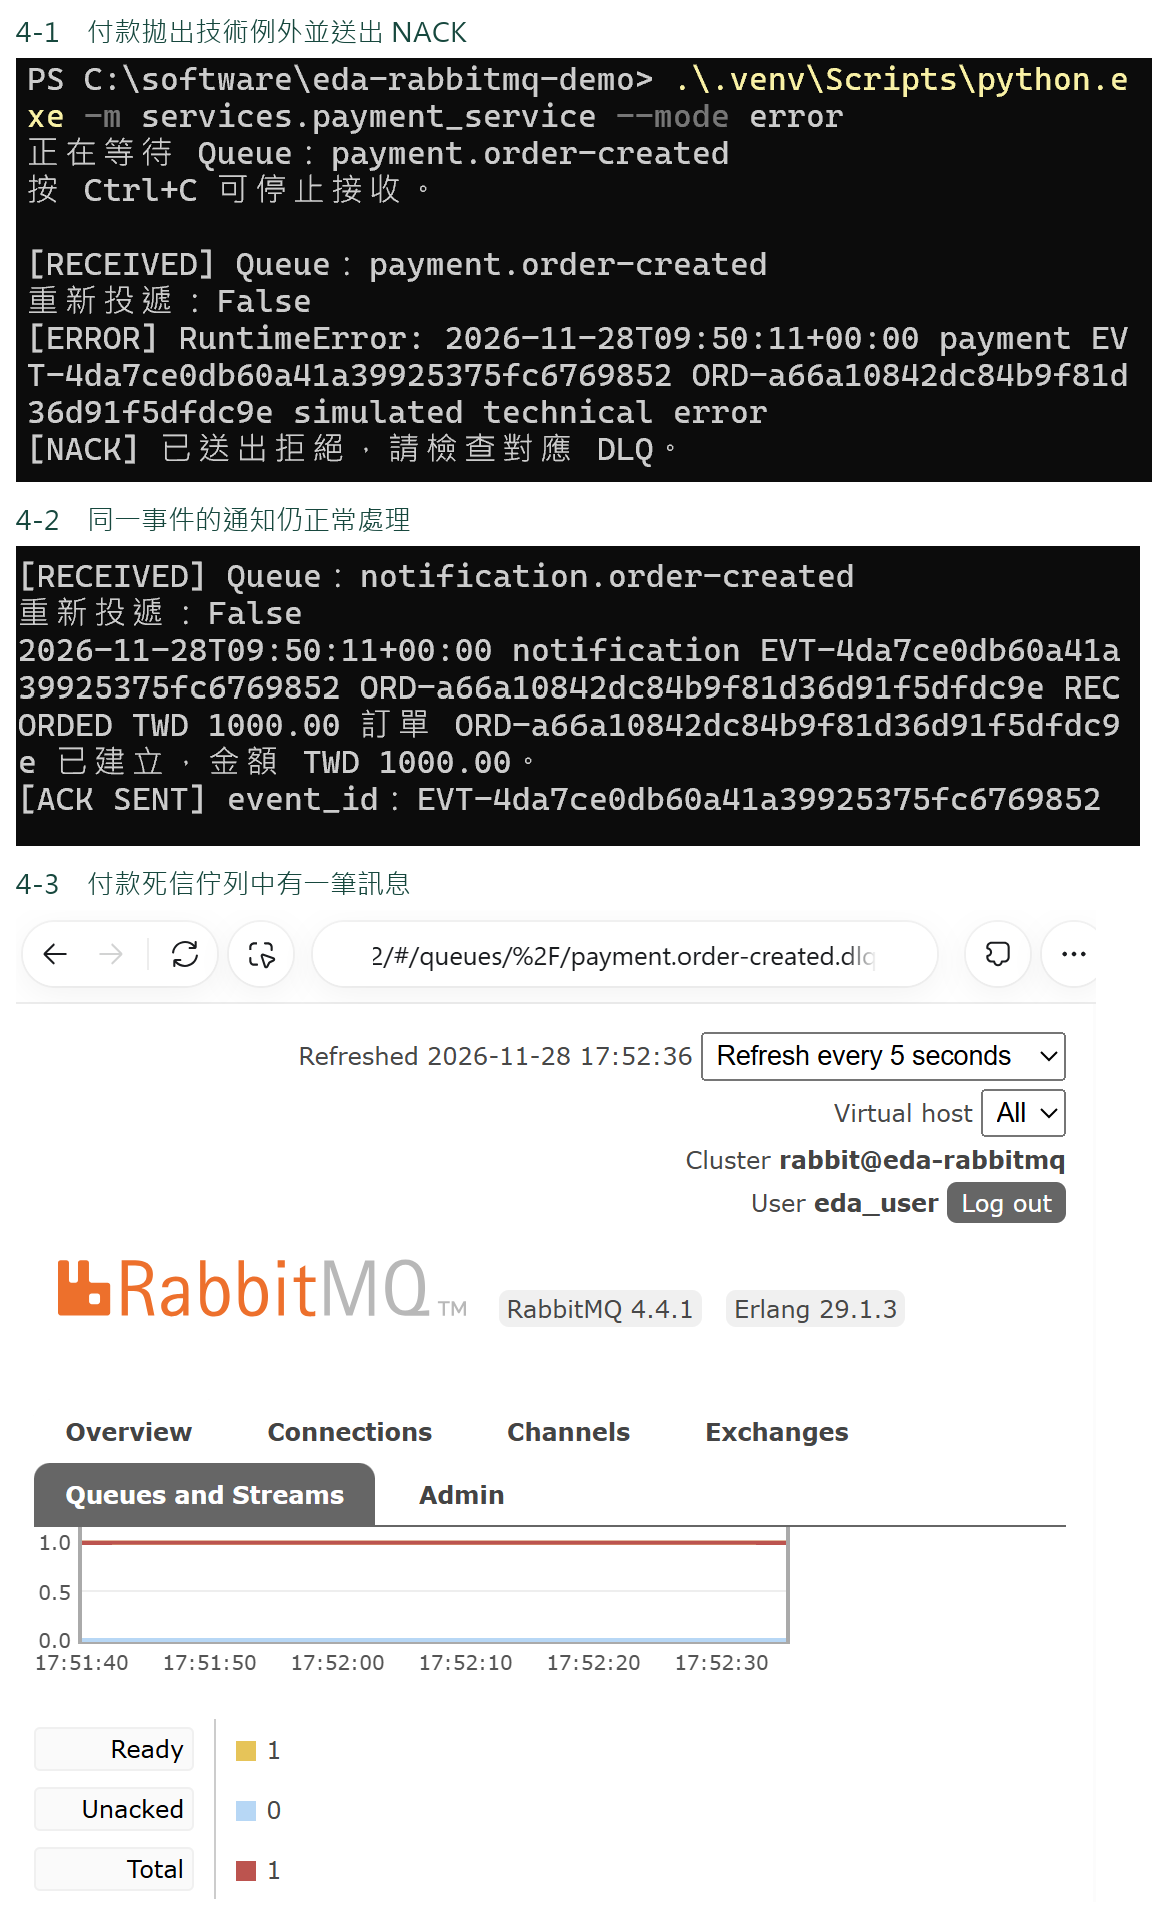 4-1 付款拋出技術例外並送出 NACK
PS C:\software\eda-rabbitmq-demo> .\.venv\Scripts\python.e
xe -m services.payment_service --mode error
正在等待 Queue：payment.order-created
按 Ctrl+C 可停止接收。
[RECEIVED] Queue：payment.order-created
重新投遞：False
[ERROR] RuntimeError: 2026-11-28T09:50:11+00:00 payment EV
T-4da7ce0db60a41a39925375fc6769852 ORD-a66a10842dc84b9f81d
36d91f5dfdc9e simulated technical error
[NACK] 已送出拒絕，請檢查對應 DLQ。
4-2 同一事件的通知仍正常處理
[RECEIVED] Queue：notification.order-created
重新投遞：False
2026-11-28T09:50:11+00:00 notification EVT-4da7ce0db60a41a
39925375fc6769852 ORD-a66a10842dc84b9f81d36d91f5dfdc9e REC
ORDED TWD 1000.00 訂單 ORD-a66a10842dc84b9f81d36d91f5dfdc9
e 已建立，金額 TWD 1000.00。
[ACK SENT] event_id：EVT-4da7ce0db60a41a39925375fc6769852
4-3 付款死信佇列中有一筆訊息
2/#/queues/%2F/payment.order-created.dlq
Refreshed 2026-11-28 17:52:36 Refresh every 5 seconds
Virtual host All
Cluster rabbit@eda-rabbitmq
User eda_user Log out
RabbitMQ TM RabbitMQ 4.4.1 Erlang 29.1.3
Overview Connections Channels Exchanges
Queues and Streams Admin
1.0
0.5
0.0
17:51:40 17:51:50 17:52:00 17:52:10 17:52:20 17:52:30
Ready 1
Unacked 0
Total 1